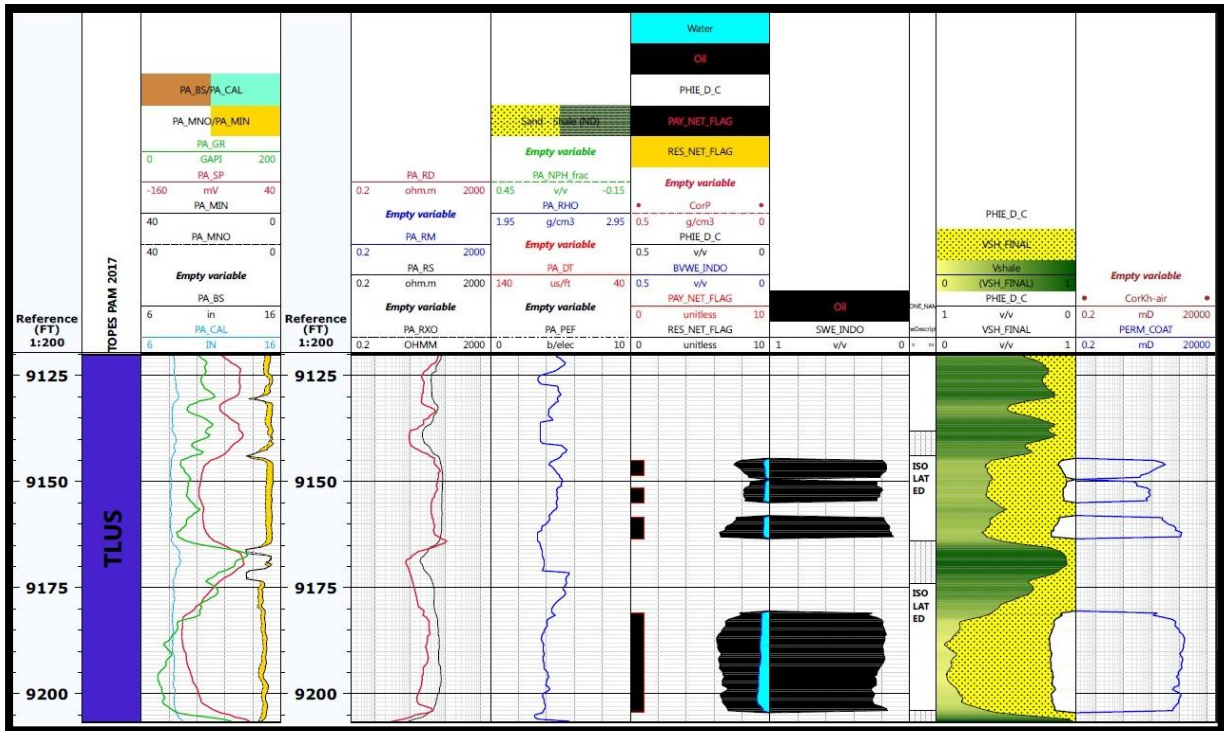 Reference
(FT)
1:200
TOPES PAM 2017
PA_BS/PA_CAL
PA_MNO/PA_MIN
PA_GR
0 GAPI 200
PA_SP
-160 mV 40
PA_MIN
40 0
PA_MNO
40 0
Empty variable
PA_BS
6 in 16
PA_CAL
6 IN 16
Reference
(FT)
1:200
PA_RD
0.2 ohm.m 2000
Empty variable
PA_RM
0.2 2000
PA_RS
0.2 ohm.m 2000
Empty variable
PA_RXO
0.2 OHMM 2000
Sand - Shale (ND)
Empty variable
PA_NPH_frac
0.45 v/v -0.15
PA_RHO
1.95 g/cm3 2.95
Empty variable
PA_DT
140 us/ft 40
Empty variable
PA_PEF
0 b/elec 10
Water
Oil
PHIE_D_C
PAY_NET_FLAG
RES_NET_FLAG
Empty variable
CorP
0.5 g/cm3 0
PHIE_D_C
0.5 v/v 0
BVWE_INDO
0.5 v/v 0
PAY_NET_FLAG
0 unitless 10
RES_NET_FLAG
0 unitless 10
Oil
SWE_INDO
1 v/v 0
PHIE_D_C
VSH_FINAL
Vshale
0 (VSH_FINAL) 1
PHIE_D_C
1 v/v 0
VSH_FINAL
0 v/v 1
Empty variable
CorKh-air
0.2 mD 20000
PERM_COAT
0.2 mD 20000
TLUS
9125
9150
9175
9200
9125
9150
9175
9200
ISO
LAT
ED
ISO
LAT
ED